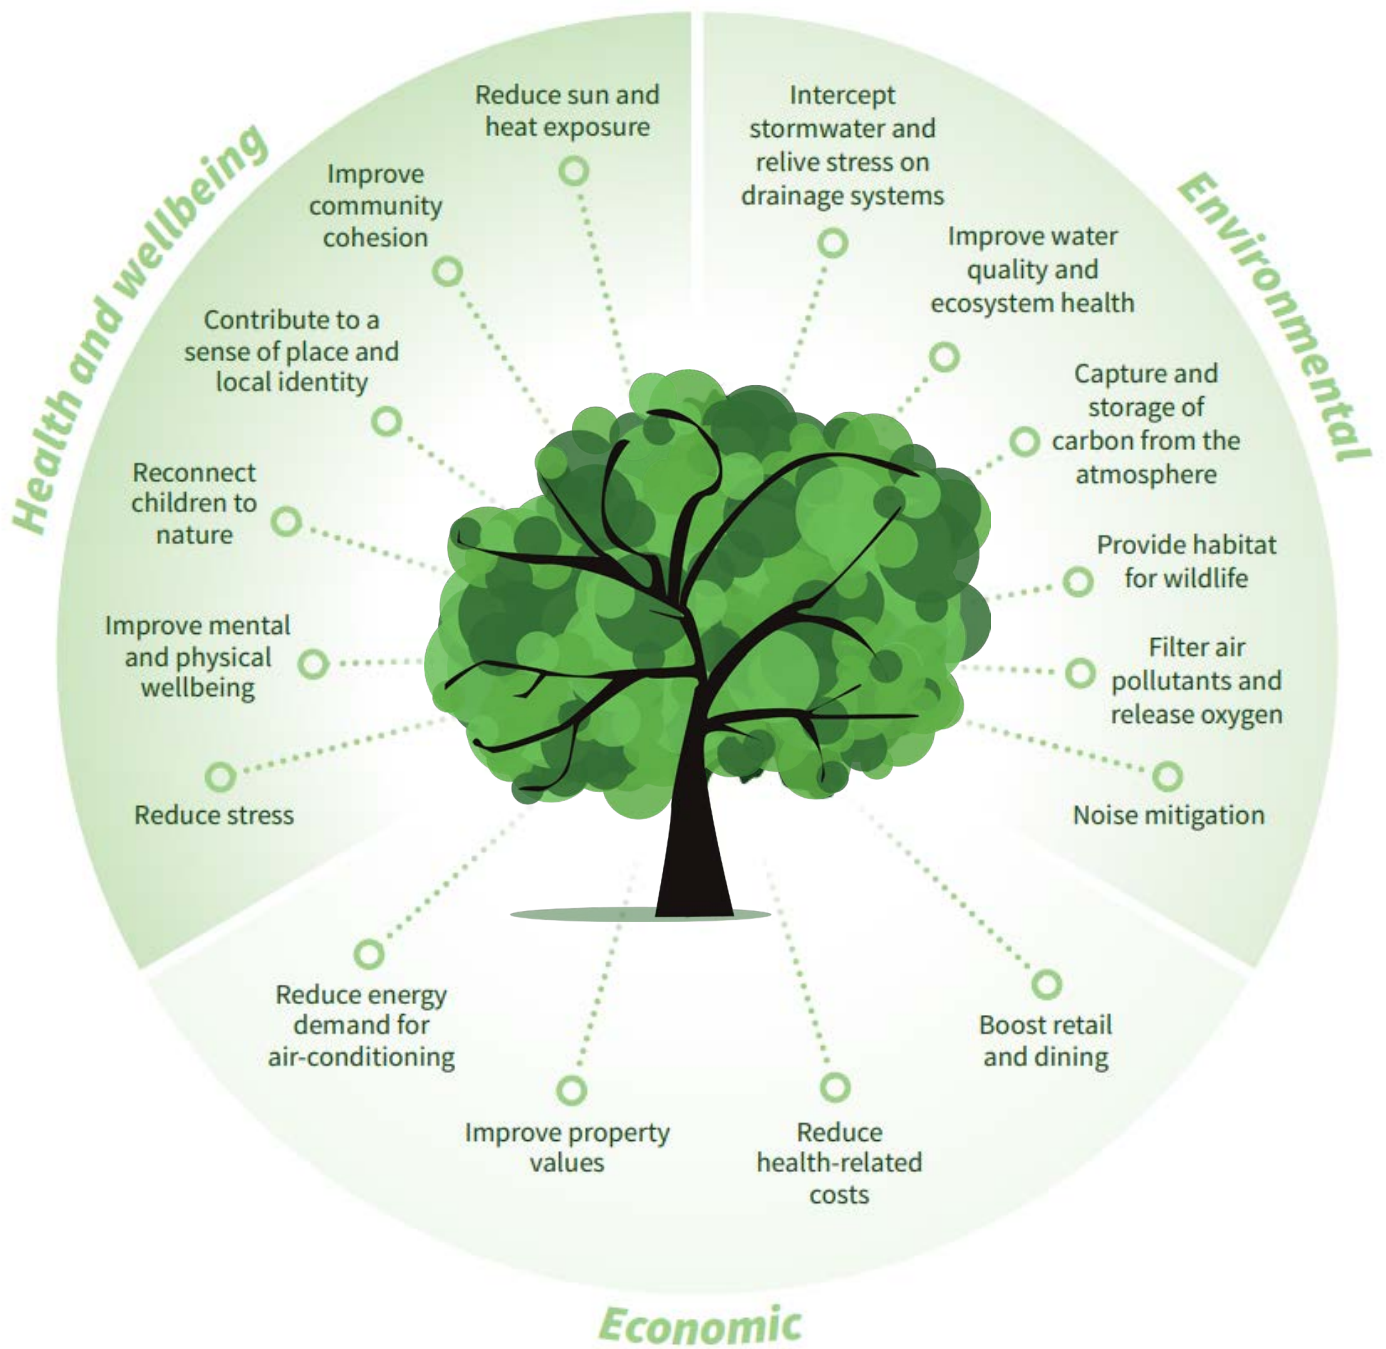 Health and wellbeing
Reduce sun and
heat exposure
Improve
community
cohesion
Contribute to a
sense of place and
local identity
Reconnect
children to
nature
Improve mental
and physical
wellbeing
Reduce stress
Environmental
Intercept
stormwater and
relive stress on
drainage systems
Improve water
quality and
ecosystem health
Capture and
storage of
carbon from the
atmosphere
Provide habitat
for wildlife
Filter air
pollutants and
release oxygen
Noise mitigation
Reduce energy
demand for
air-conditioning
Improve property
values
Reduce
health-related
costs
Boost retail
and dining
Economic